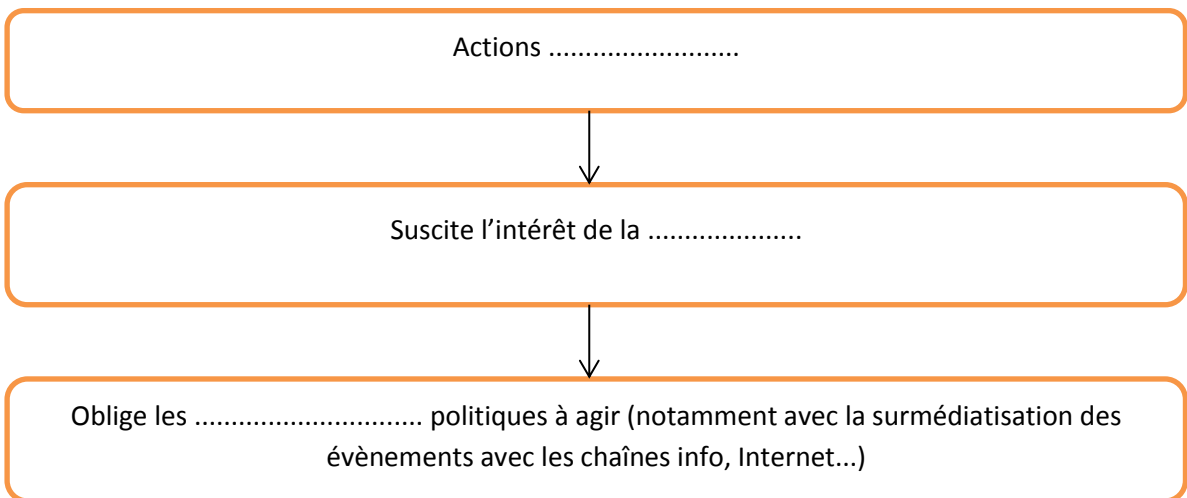 Actions ..........................
Suscite l’intérêt de la .....................
Oblige les ............................... politiques à agir (notamment avec la surmédiatisation des
évènements avec les chaînes info, Internet...)